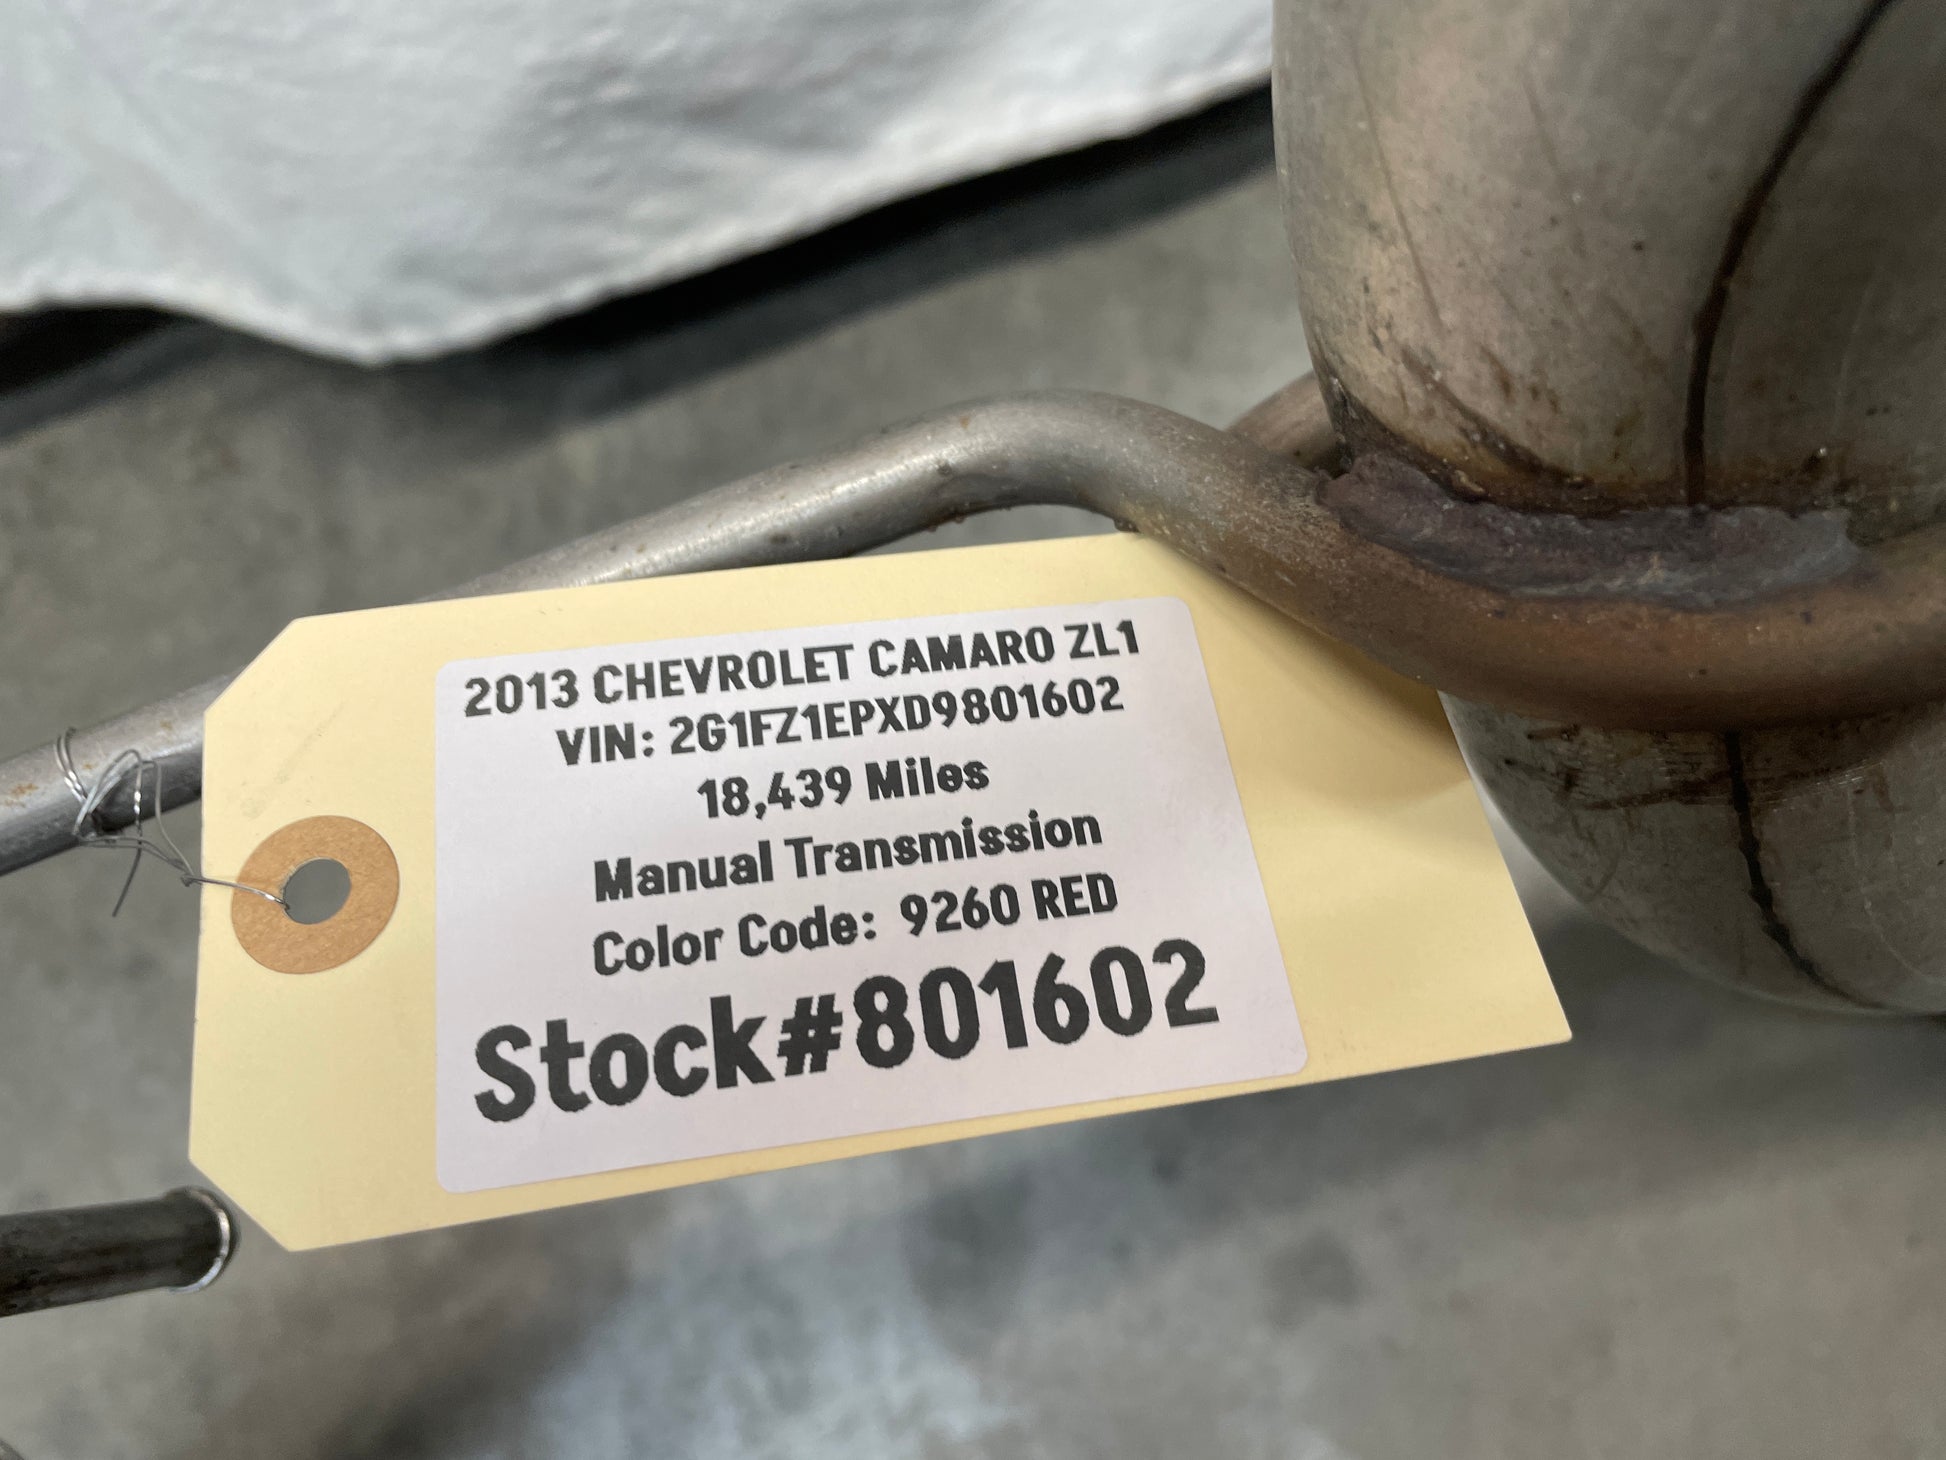 2013 CHEVROLET CAMARO ZL1
VIN: 2G1FZ1EPXD9801602
18,439 Miles
Manual Transmission
Color Code: 9260 RED
Stock#801602